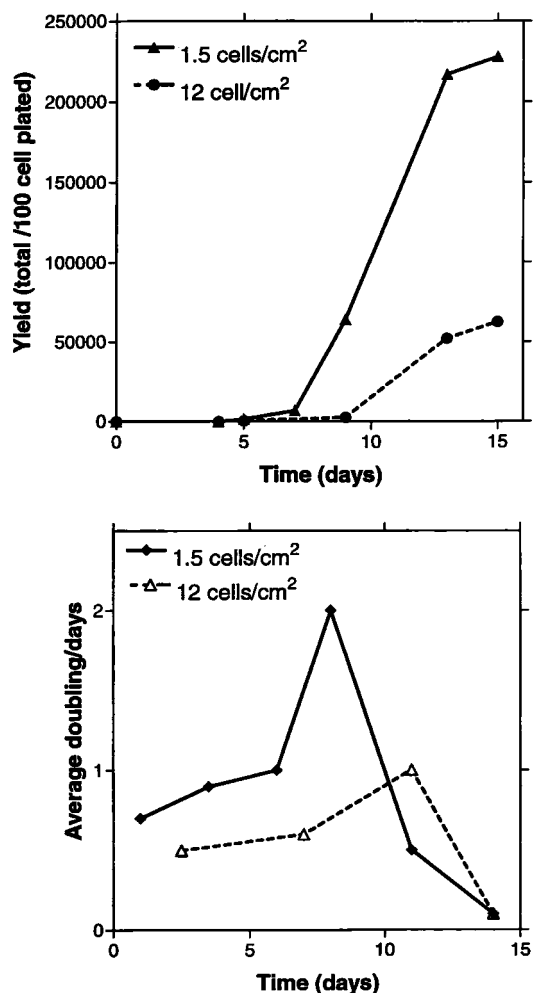 250000
200000
150000
100000
50000
0
Yield (total /100 cell plated)
1.5 cells/cm²
12 cell/cm²
0 5 10 15
Time (days)
2
1
0
Average doubling/days
1.5 cells/cm²
12 cells/cm²
0 5 10 15
Time (days)